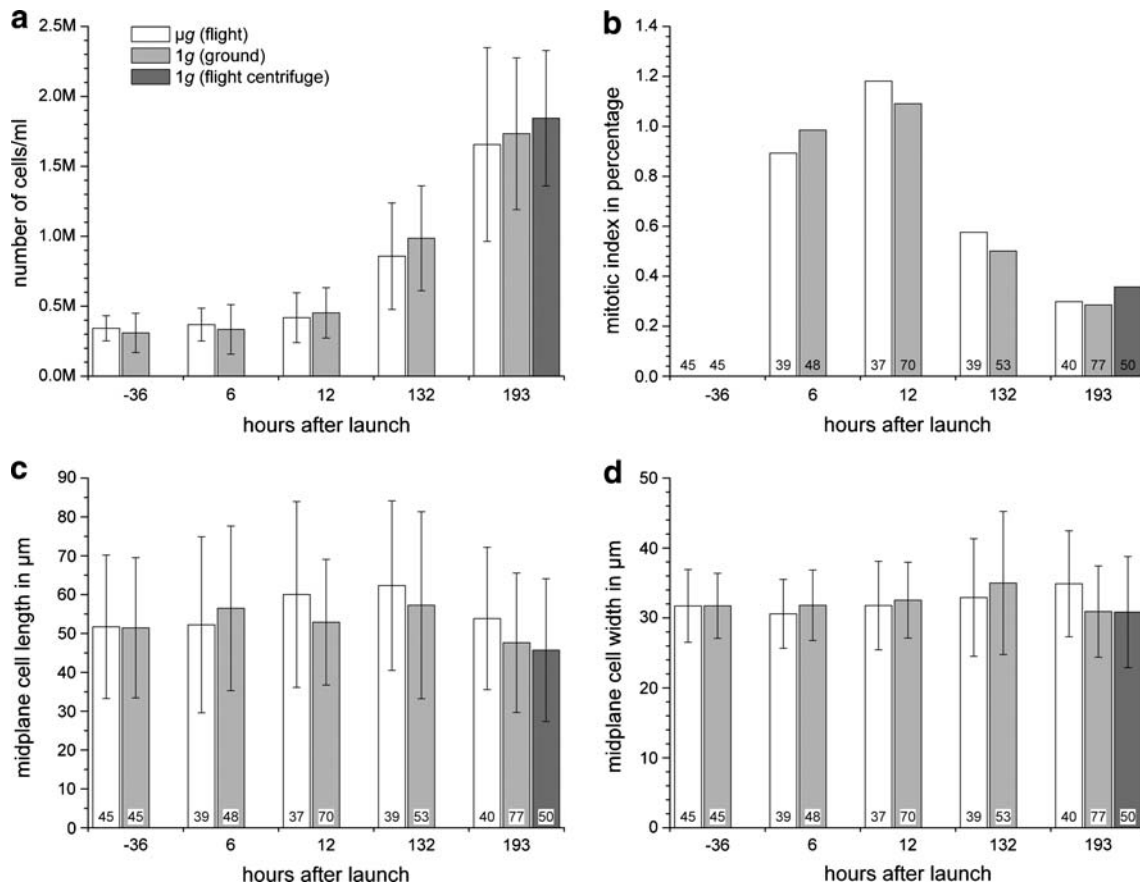 a
2.5M
2.0M
1.5M
1.0M
0.5M
0.0M
number of cells/ml
µg (flight)
1g (ground)
1g (flight centrifuge)
-36 6 12 132 193
hours after launch
b
1.4
1.2
1.0
0.8
0.6
0.4
0.2
0.0
mitotic index in percentage
45 45 39 48 37 70 39 53 40 77 50
-36 6 12 132 193
hours after launch
c
90
80
70
60
50
40
30
20
10
0
midplane cell length in µm
45 45 39 48 37 70 39 53 40 77 50
-36 6 12 132 193
hours after launch
d
50
40
30
20
10
0
midplane cell width in µm
45 45 39 48 37 70 39 53 40 77 50
-36 6 12 132 193
hours after launch